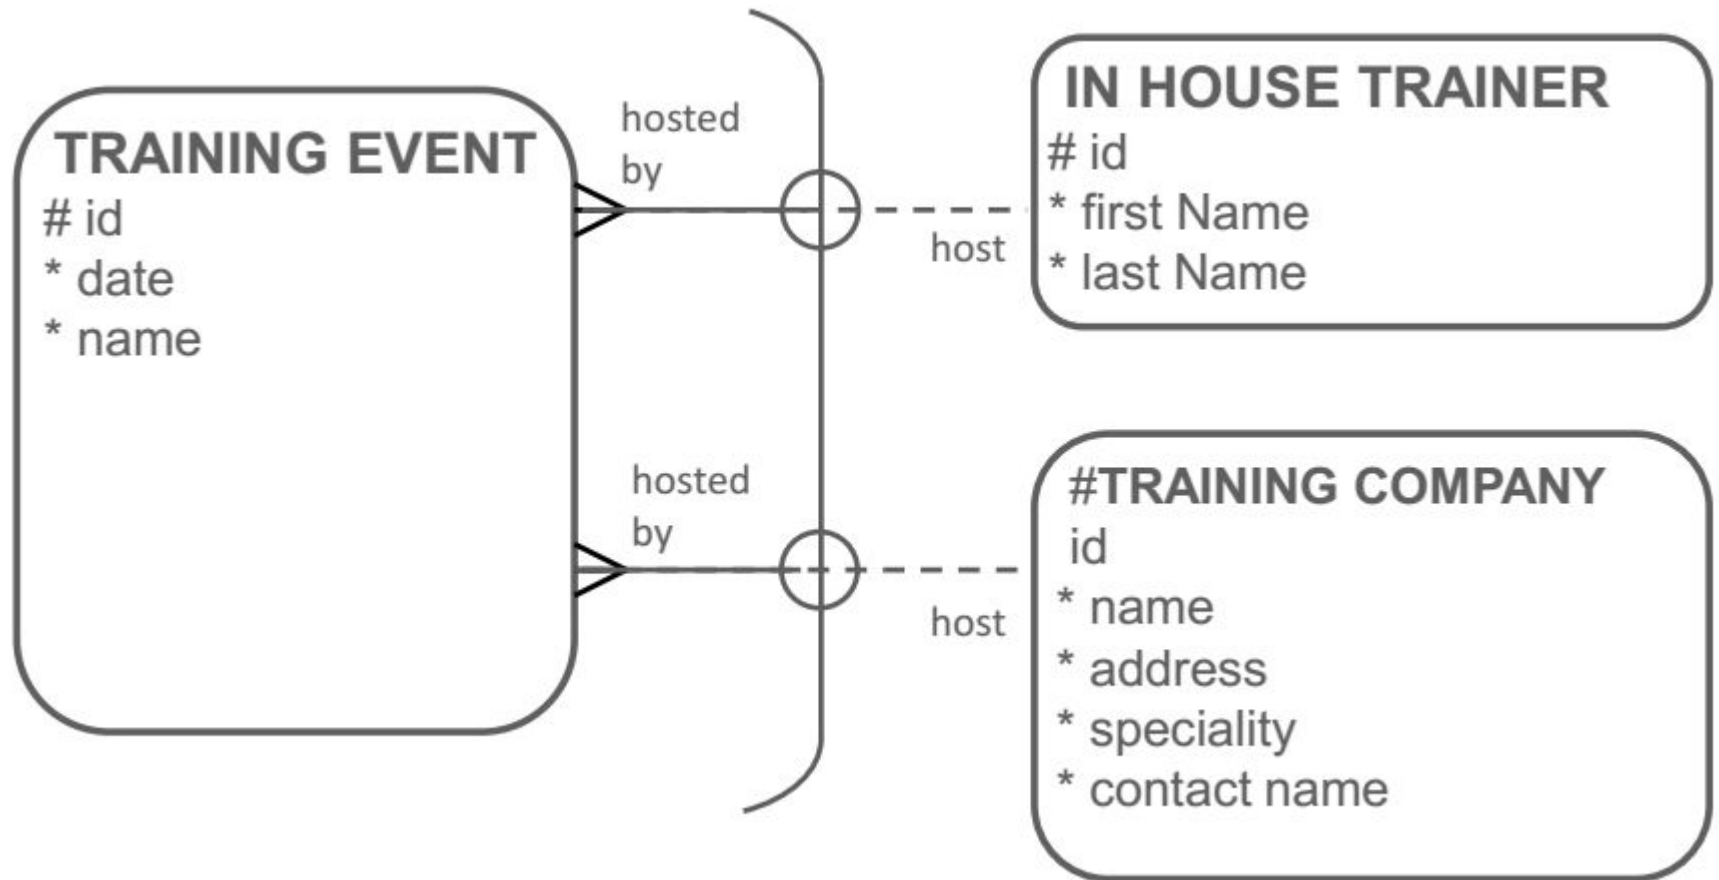 TRAINING EVENT
# id
* date
* name
hosted
by
host
IN HOUSE TRAINER
# id
* first Name
* last Name
hosted
by
host
#TRAINING COMPANY
id
* name
* address
* speciality
* contact name